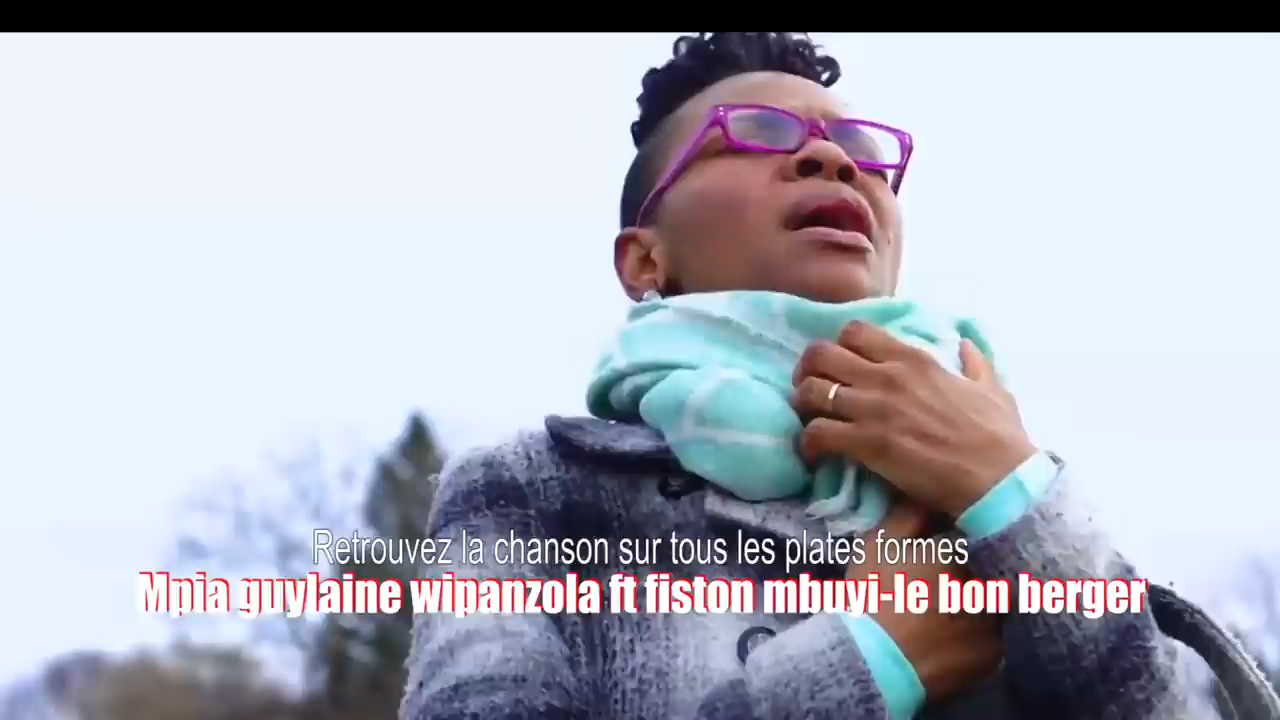 Retrouvez la chanson sur tous les plates formes
Mpia guylaine wipanzola ft fiston mbuyi-le bon berger